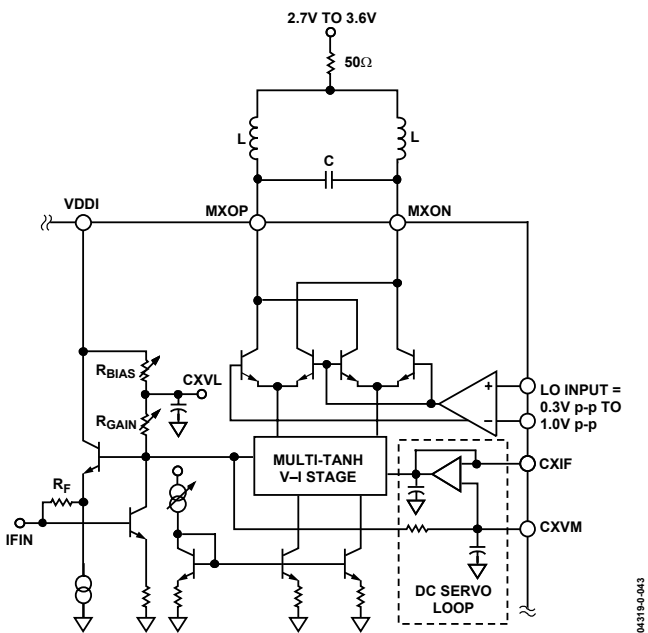 2.7V TO 3.6V
50Ω
L
L
C
VDDI
MXOP
MXON
RBIAS
CXVL
RGAIN
+
–
LO INPUT =
0.3V p-p TO
1.0V p-p
MULTI-TANH
V–I STAGE
CXIF
RF
IFIN
CXVM
DC SERVO
LOOP
04319-0-043